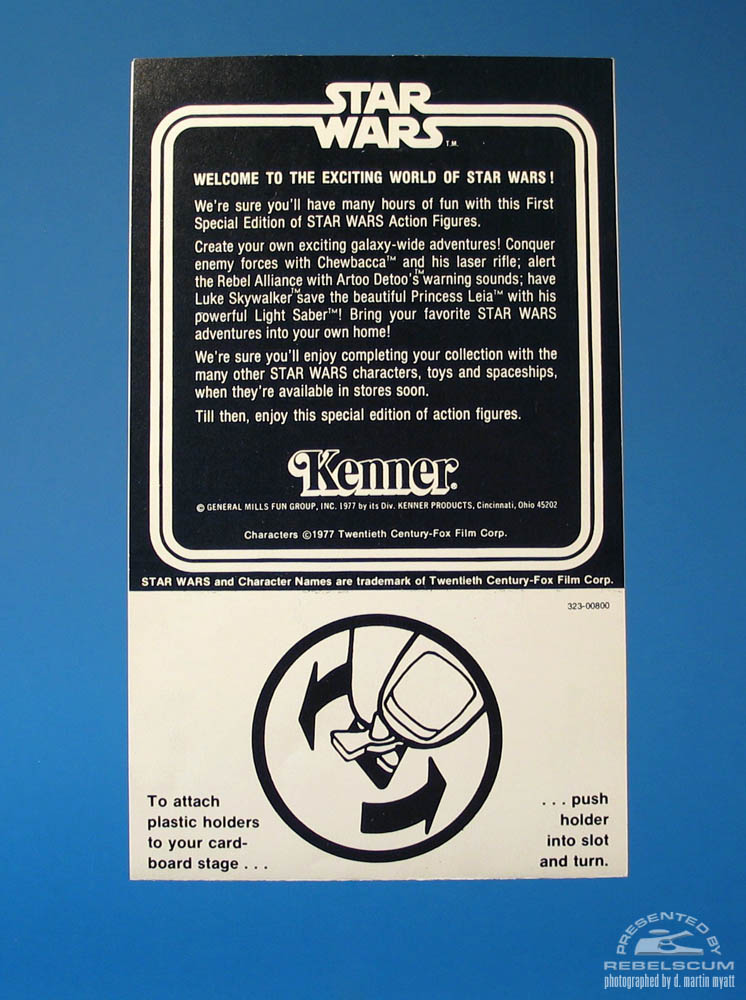 STAR
WARS T.M.
WELCOME TO THE EXCITING WORLD OF STAR WARS!
We're sure you'll have many hours of fun with this First
Special Edition of STAR WARS Action Figures.
Create your own exciting galaxy-wide adventures! Conquer
enemy forces with Chewbacca™ and his laser rifle; alert
the Rebel Alliance with Artoo Detoo's™ warning sounds; have
Luke Skywalker™ save the beautiful Princess Leia™ with his
powerful Light Saber™! Bring your favorite STAR WARS
adventures into your own home!
We're sure you'll enjoy completing your collection with the
many other STAR WARS characters, toys and spaceships,
when they're available in stores soon.
Till then, enjoy this special edition of action figures.
Kenner®
© GENERAL MILLS FUN GROUP, INC. 1977 by its Div. KENNER PRODUCTS, Cincinnati, Ohio 45202
Characters ©1977 Twentieth Century-Fox Film Corp.
STAR WARS and Character Names are trademark of Twentieth Century-Fox Film Corp.
323-00800
To attach
plastic holders
to your card-
board stage . . .
. . . push
holder
into slot
and turn.
PRESENTED BY
REBELSCUM
photographed by d. martin myatt